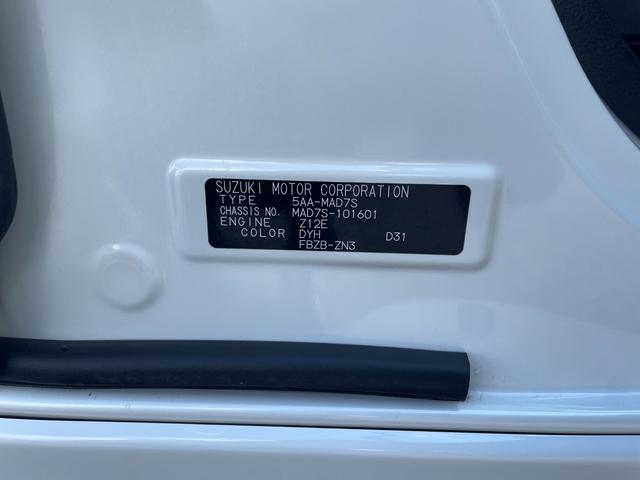 SUZUKI MOTOR CORPORATION
TYPE 5AA-MAD7S
CHASSIS NO. MAD7S-101601
ENGINE Z12E
COLOR DYH D31
FBZB-ZN3